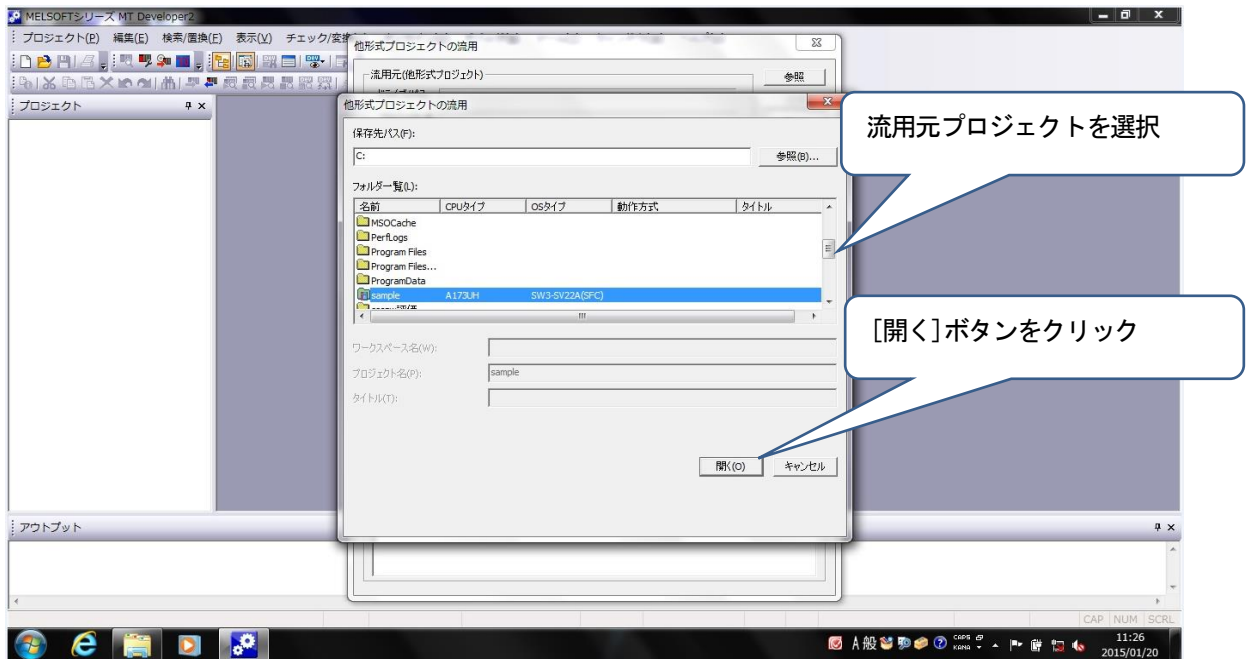 MELSOFTシリーズ MT Developer2
プロジェクト(P) 編集(E) 検索/置換(F) 表示(V) チェック/変換
他形式プロジェクトの流用
流用元(他形式プロジェクト)
参照
プロジェクト
他形式プロジェクトの流用
保存先パス(F):
C:
参照(B)...
フォルダ一覧(L):
名前 CPUタイプ OSタイプ 動作方式 タイトル
MSOCache
PerfLogs
Program Files
Program Files...
ProgramData
sample A173UH SW3-SV22A(SFC)
ワークスペース名(W):
プロジェクト名(P): sample
タイトル(T):
開く(O) キャンセル
流用元プロジェクトを選択
[開く]ボタンをクリック
アウトプット
CAP NUM SCRL
A 般 CAPS KANA
11:26
2015/01/20